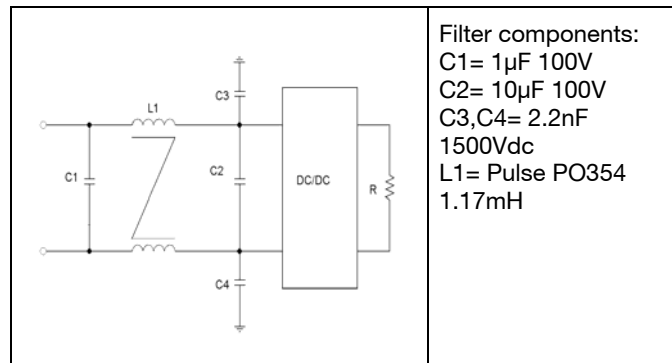 C3
L1
C1
C2
DC/DC
R
C4
Filter components:
C1= 1µF 100V
C2= 10µF 100V
C3,C4= 2.2nF
1500Vdc
L1= Pulse PO354
1.17mH